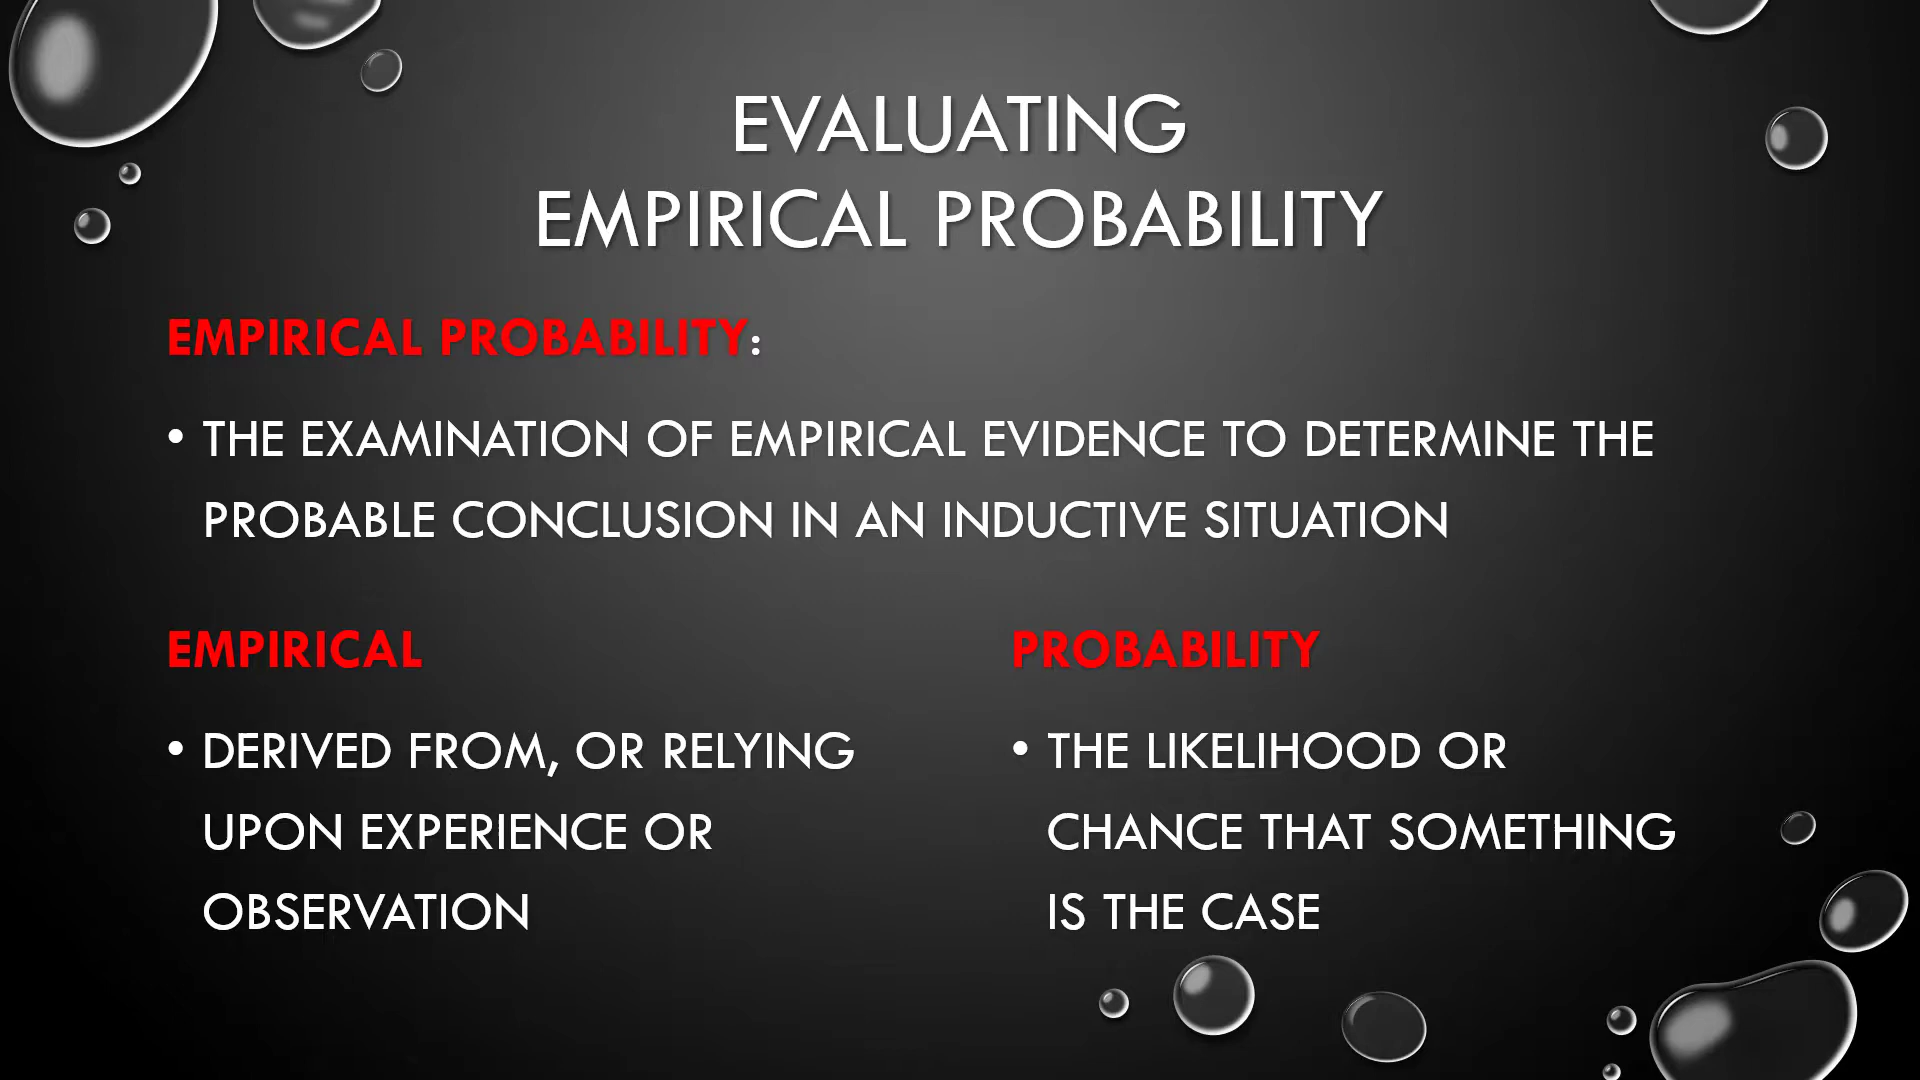 EVALUATING
EMPIRICAL PROBABILITY
EMPIRICAL PROBABILITY:
• THE EXAMINATION OF EMPIRICAL EVIDENCE TO DETERMINE THE
PROBABLE CONCLUSION IN AN INDUCTIVE SITUATION
EMPIRICAL
• DERIVED FROM, OR RELYING
UPON EXPERIENCE OR
OBSERVATION
PROBABILITY
• THE LIKELIHOOD OR
CHANCE THAT SOMETHING
IS THE CASE